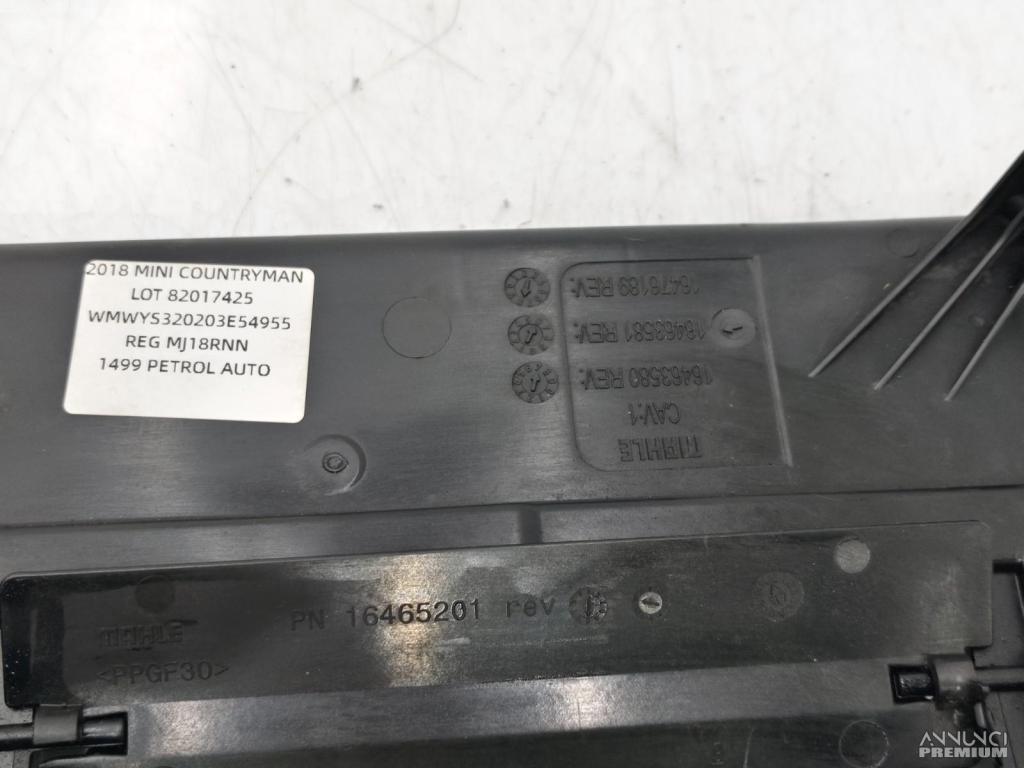 2018 MINI COUNTRYMAN
LOT 82017425
WMWYS320203E54955
REG MJ18RNN
1499 PETROL AUTO
MAHLE
CAV:1
16463580 REV:
16463581 REV:
16476189 REV:
PN 16465201 rev
MAHLE
<PPGF30>
ANNUNCI
PREMIUM